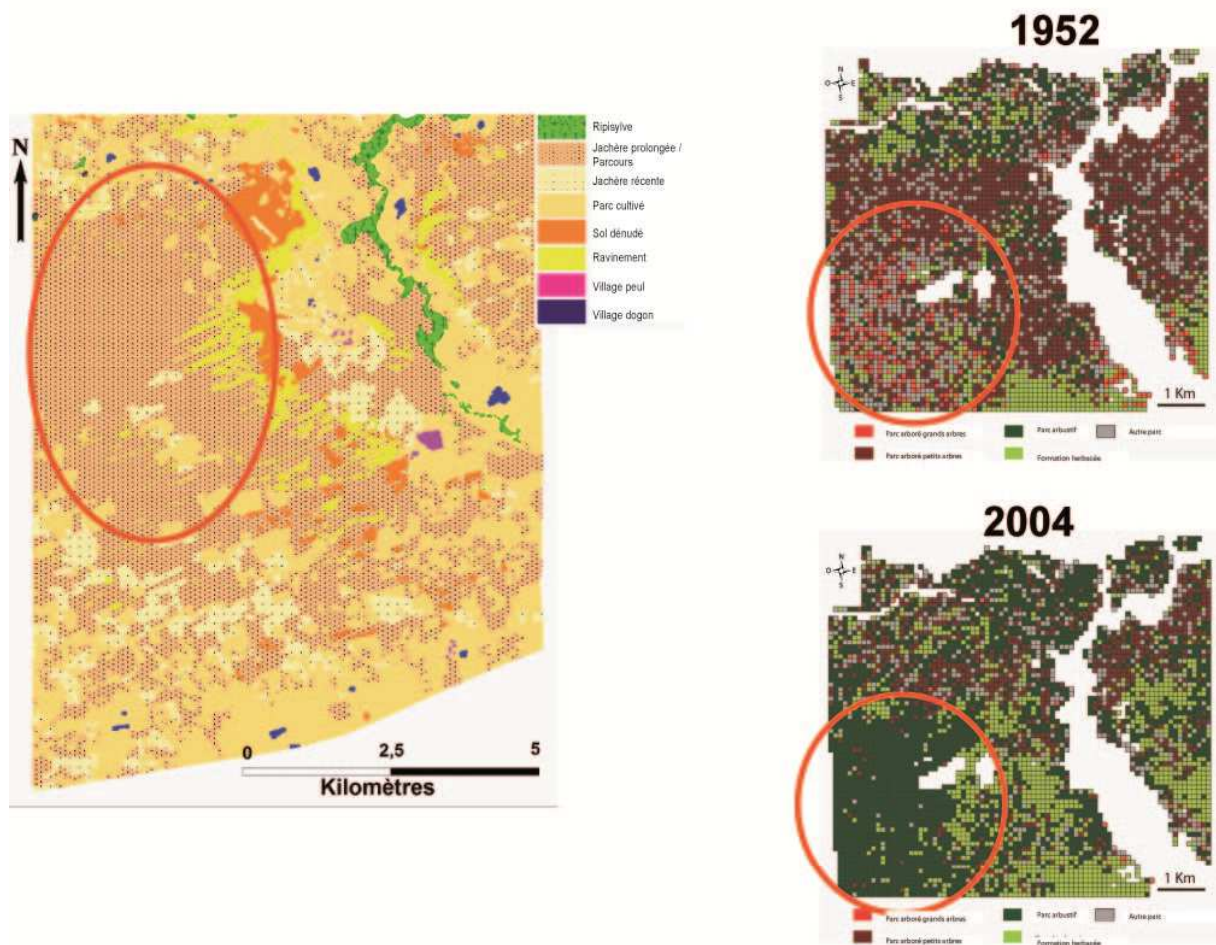 N
Ripisylve
Jachère prolongée /
Parcours
Jachère récente
Parc cultivé
Sol dénudé
Ravinement
Village peul
Village dogon
0 2,5 5
Kilomètres
1952
N
O E
S
1 Km
Parc arboré grands arbres Parc arbustif Autre parc
Parc arboré petits arbres Formation herbacée
2004
N
O E
S
1 Km
Parc arboré grands arbres Parc arbustif Autre parc
Parc arboré petits arbres Formation herbacée